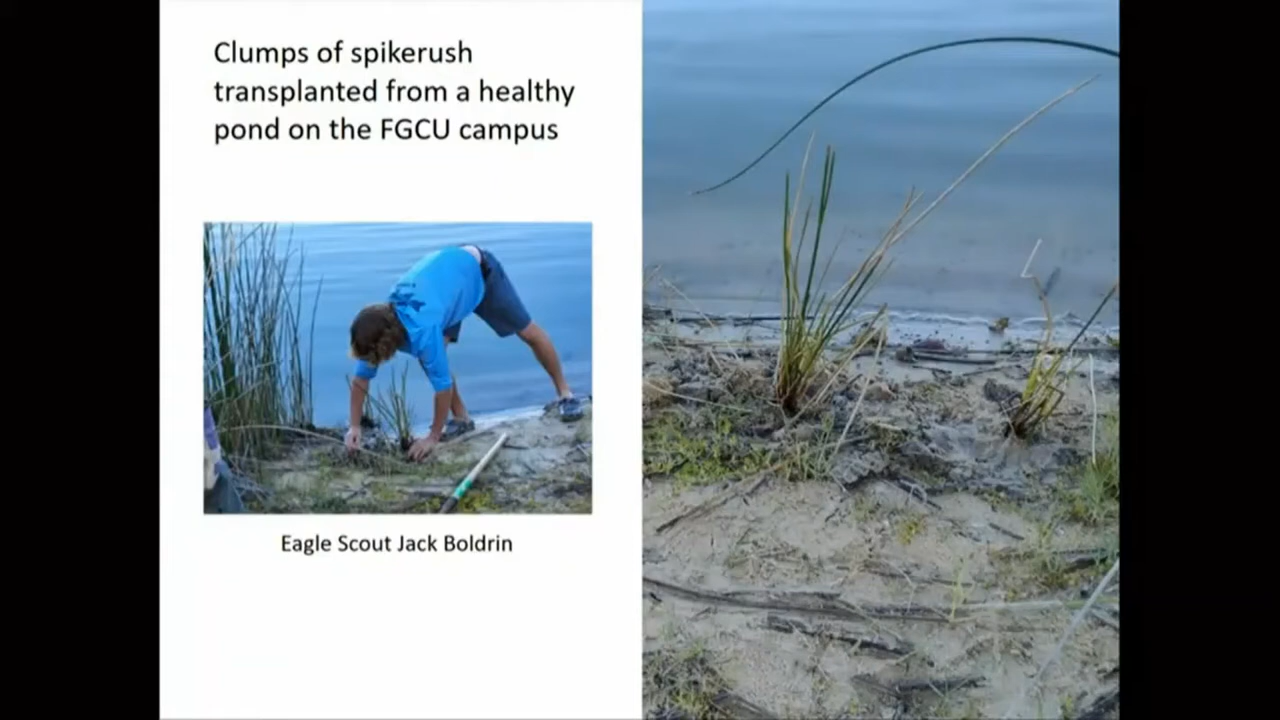 Clumps of spikerush
transplanted from a healthy
pond on the FGCU campus
Eagle Scout Jack Boldrin